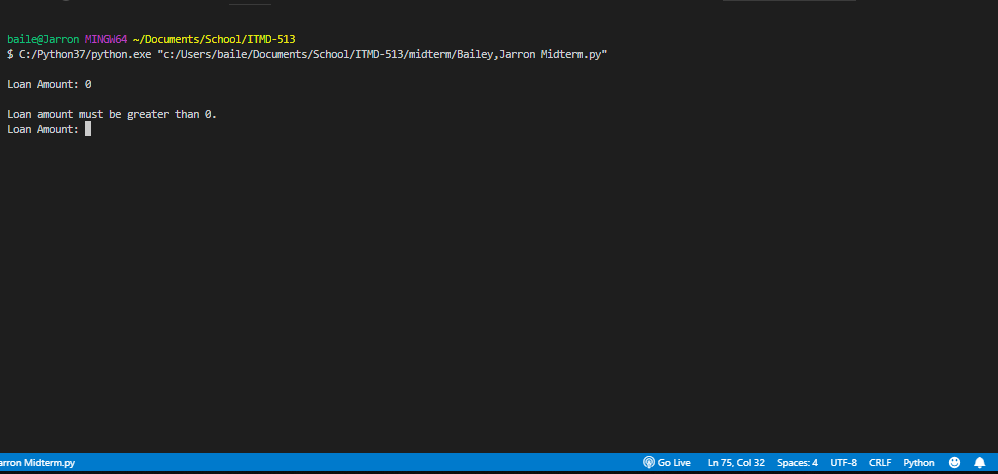 baile@Jarron MINGW64 ~/Documents/School/ITMD-513
$ C:/Python37/python.exe "c:/Users/baile/Documents/School/ITMD-513/midterm/Bailey,Jarron Midterm.py"
Loan Amount: 0
Loan amount must be greater than 0.
Loan Amount:
arron Midterm.py Go Live Ln 75, Col 32 Spaces: 4 UTF-8 CRLF Python